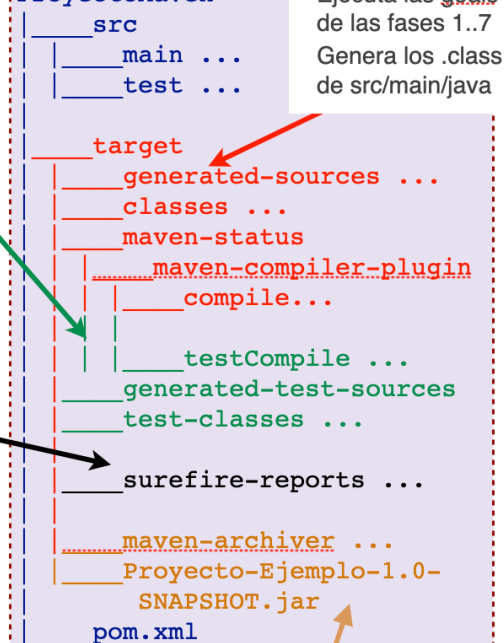 Ejecuta las goals
de las fases 1..7
src
main ...
Genera los .class
test ...
de src/main/java
target
generated-sources ...
classes ...
maven-status
maven-compiler-plugin
compile...
testCompile ...
generated-test-sources
test-classes ...
surefire-reports ...
maven-archiver ...
Proyecto-Ejemplo-1.0-
SNAPSHOT.jar
pom.xml